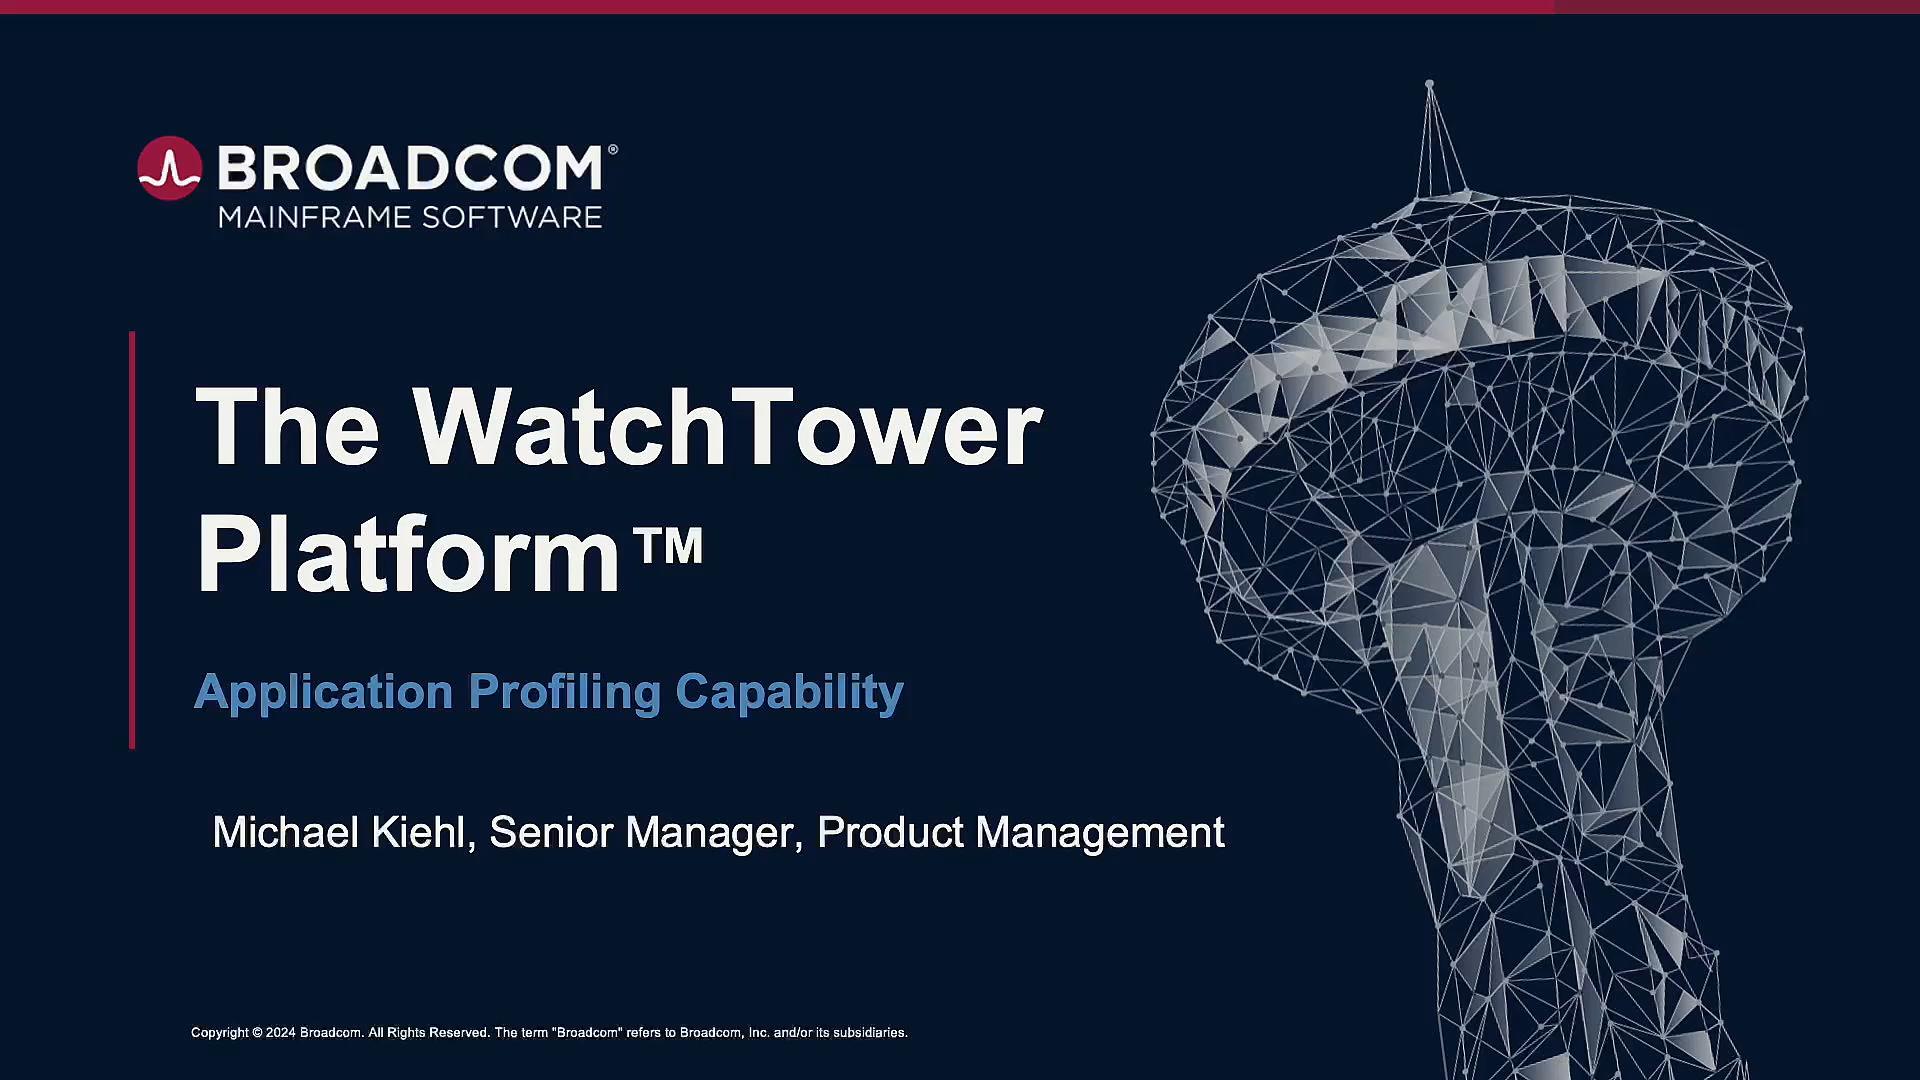 BROADCOM®
MAINFRAME SOFTWARE
The WatchTower
Platform™
Application Profiling Capability
Michael Kiehl, Senior Manager, Product Management
Copyright © 2024 Broadcom. All Rights Reserved. The term "Broadcom" refers to Broadcom, Inc. and/or its subsidiaries.